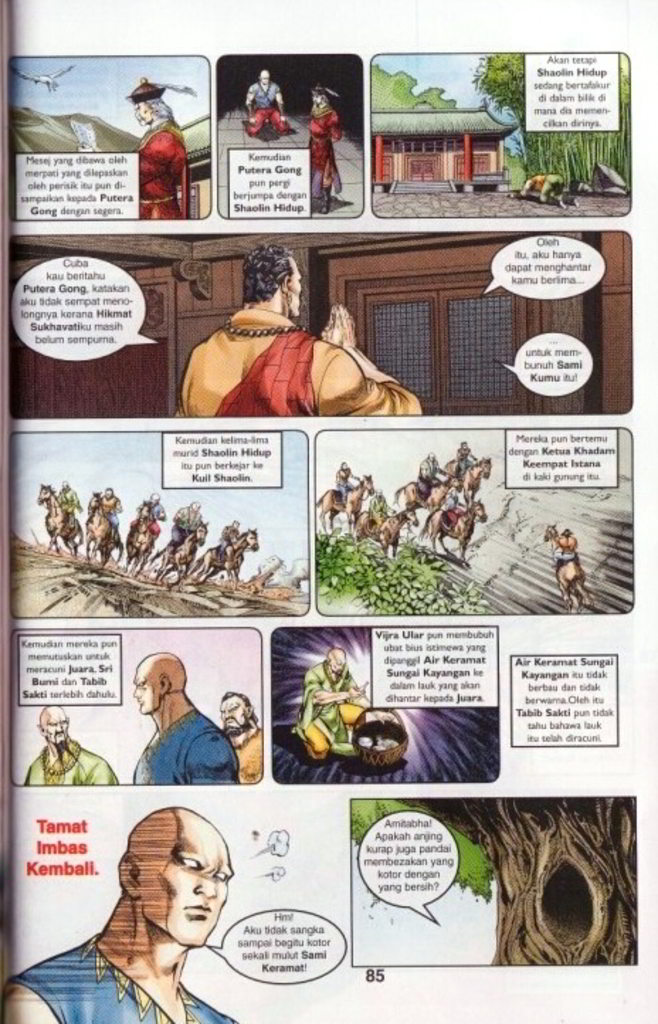 Mesej yang dibawa oleh
merpati yang dilepaskan
oleh perisik itu pun di-
sampaikan kepada Putera
Gong dengan segera.
Kemudian
Putera Gong
pun pergi
berjumpa dengan
Shaolin Hidup.
Akan tetapi
Shaolin Hidup
sedang bertafakur
di dalam bilik di
mana dia memen-
cilkan dirinya.
Cuba
kau beritahu
Putera Gong, katakan
aku tidak sempat meno-
longnya kerana Hikmat
Sukhavatiku masih
belum sempurna.
Oleh
itu, aku hanya
dapat menghantar
kamu berlima...
untuk mem-
bunuh Sami
Kumu itu!
Kemudian kelima-lima
murid Shaolin Hidup
itu pun berkejar ke
Kuil Shaolin.
Mereka pun bertemu
dengan Ketua Khadam
Keempat Istana
di kaki gunung itu.
Kemudian mereka pun
memutuskan untuk
meracuni Juara, Sri
Bumi dan Tabib
Sakti terlebih dahulu.
Vijra Ular pun membubuh
ubat bius istimewa yang
dipanggil Air Keramat
Sungai Kayangan ke
dalam lauk yang akan
dihantar kepada Juara.
Air Keramat Sungai
Kayangan itu tidak
berbau dan tidak
berwarna.Oleh itu
Tabib Sakti pun tidak
tahu bahawa lauk
itu telah diracuni.
Tamat
Imbas
Kembali.
Hm!
Aku tidak sangka
sampai begitu kotor
sekali mulut Sami
Keramat!
Amitabha!
Apakah anjing
kurap juga pandai
membezakan yang
kotor dengan
yang bersih?
85